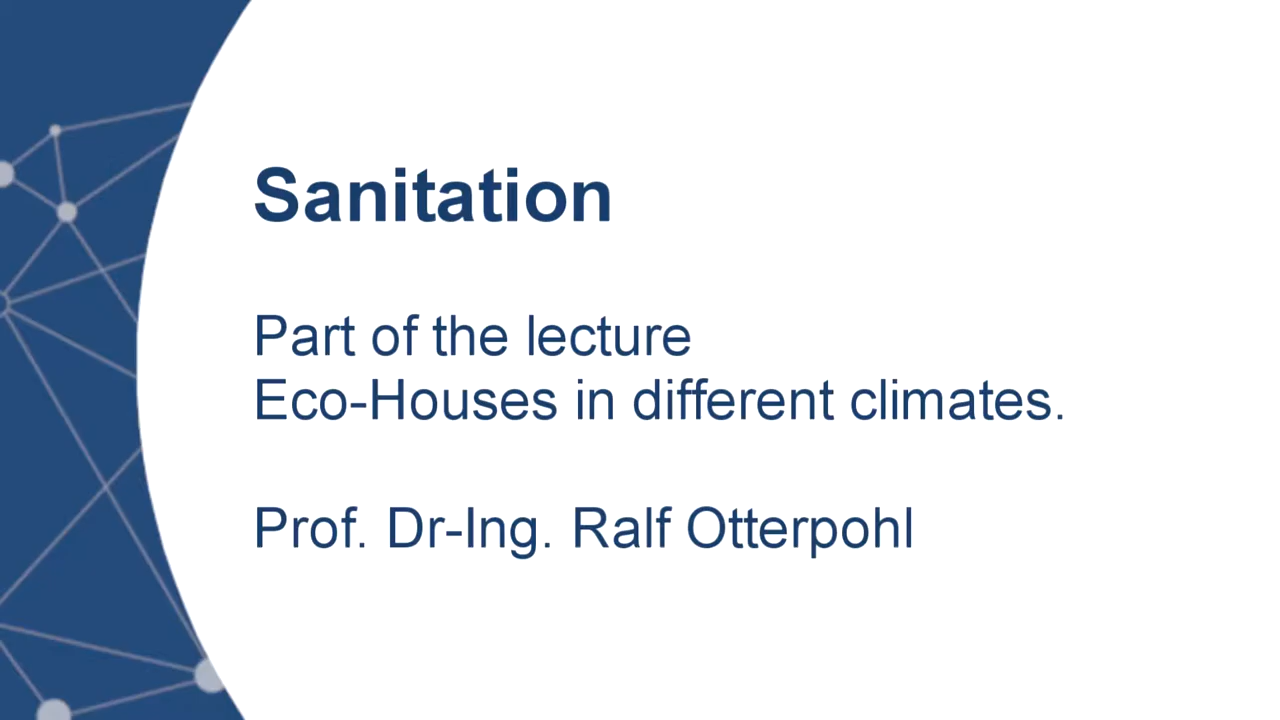 Sanitation
Part of the lecture
Eco-Houses in different climates.
Prof. Dr-Ing. Ralf Otterpohl